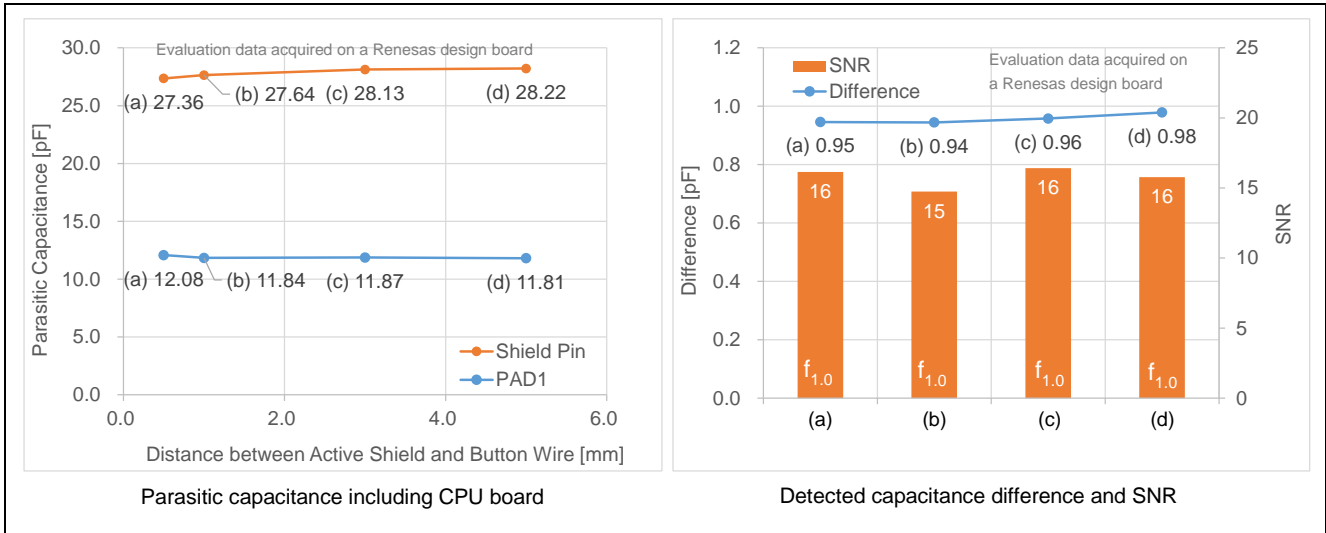 30.0
25.0
20.0
15.0
10.0
5.0
0.0
Parasitic Capacitance [pF]
Evaluation data acquired on a Renesas design board
(a) 27.36
(b) 27.64
(c) 28.13
(d) 28.22
(a) 12.08
(b) 11.84
(c) 11.87
(d) 11.81
Shield Pin
PAD1
0.0 2.0 4.0 6.0
Distance between Active Shield and Button Wire [mm]
Parasitic capacitance including CPU board
1.2
1.0
0.8
0.6
0.4
0.2
0.0
Difference [pF]
SNR
Difference
Evaluation data acquired on
a Renesas design board
(a) 0.95
(b) 0.94
(c) 0.96
(d) 0.98
16
15
16
16
f1.0
f1.0
f1.0
f1.0
(a) (b) (c) (d)
25
20
15
10
5
0
SNR
Detected capacitance difference and SNR